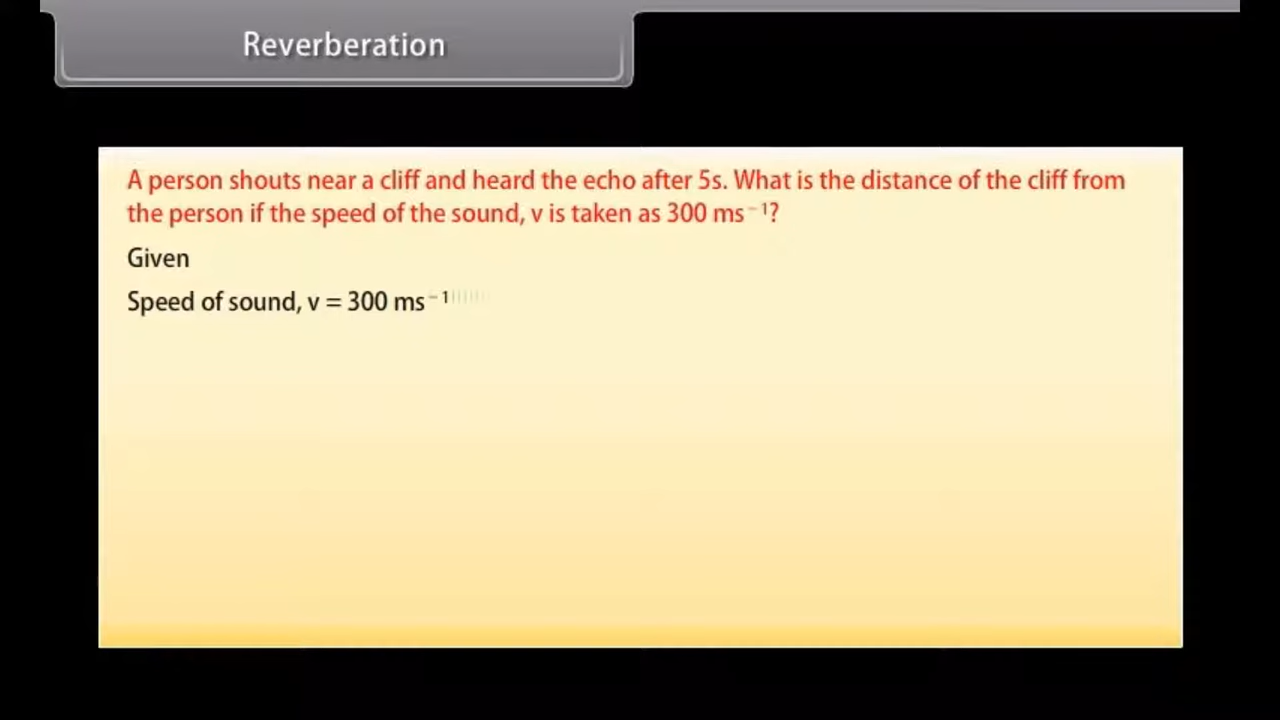 Reverberation
A person shouts near a cliff and heard the echo after 5s. What is the distance of the cliff from
the person if the speed of the sound, v is taken as 300 ms⁻¹?
Given
Speed of sound, v = 300 ms⁻¹